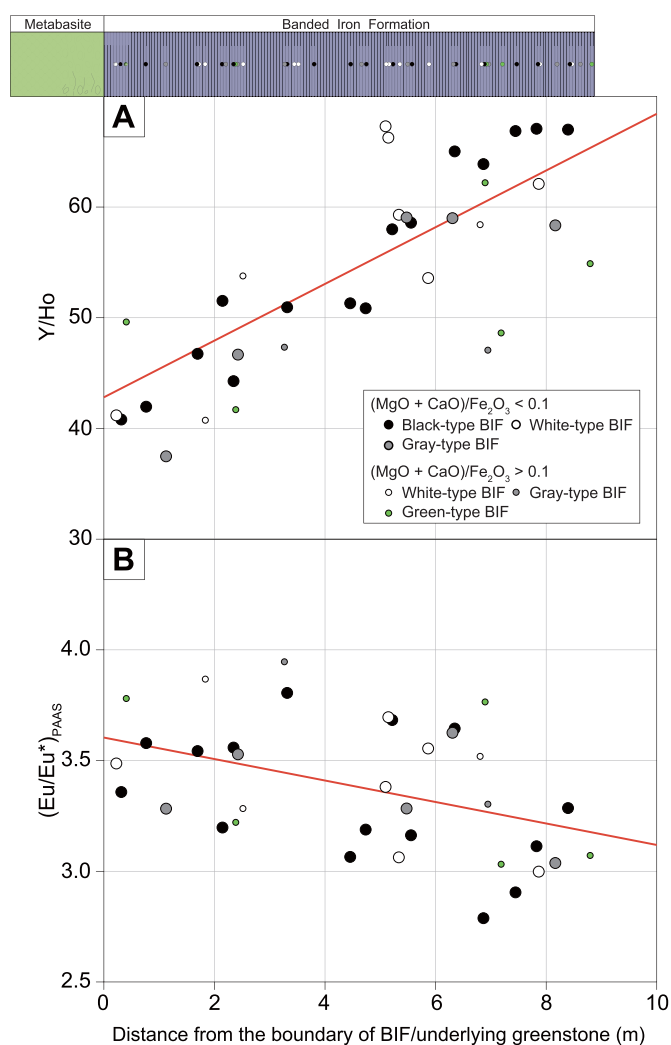 Metabasite
Banded Iron Formation
A
60
50
40
30
Y/Ho
(MgO + CaO)/Fe₂O₃ < 0.1
Black-type BIF White-type BIF
Gray-type BIF
(MgO + CaO)/Fe₂O₃ > 0.1
White-type BIF Gray-type BIF
Green-type BIF
B
4.0
3.5
3.0
2.5
(Eu/Eu*)PAAS
0 2 4 6 8 10
Distance from the boundary of BIF/underlying greenstone (m)